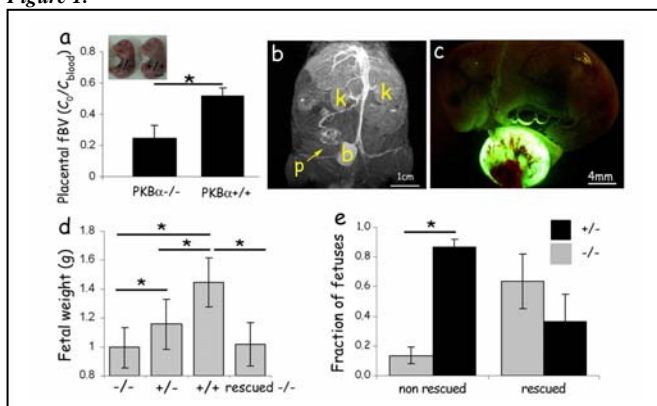 Figure 1.
a
Placental fBV (C0/Cblood)
0.8
0.6
0.4
0.2
0
*
PKBα-/-
PKBα+/+
b
k
k
p
b
1cm
c
4mm
d
Fetal weight (g)
1.8
1.6
1.4
1.2
1
0.8
*
*
*
*
-/-
+/-
+/+
rescued -/-
e
Fraction of fetuses
1.0
0.8
0.6
0.4
0.2
0.0
*
+/-
-/-
non rescued
rescued